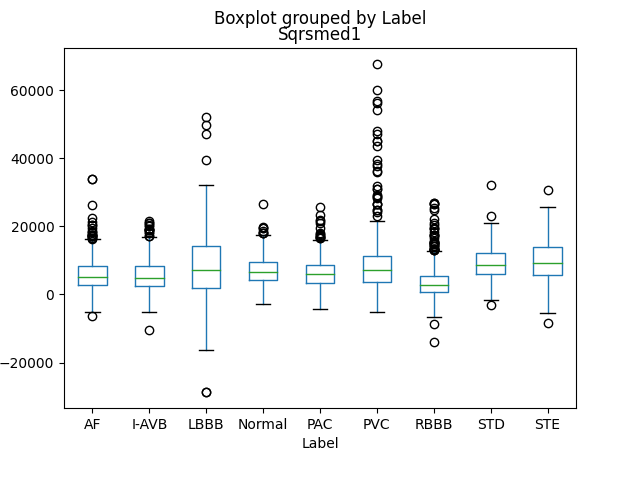 Boxplot grouped by Label
Sqrsmed1
60000
40000
20000
0
−20000
AF I-AVB LBBB Normal PAC PVC RBBB STD STE
Label